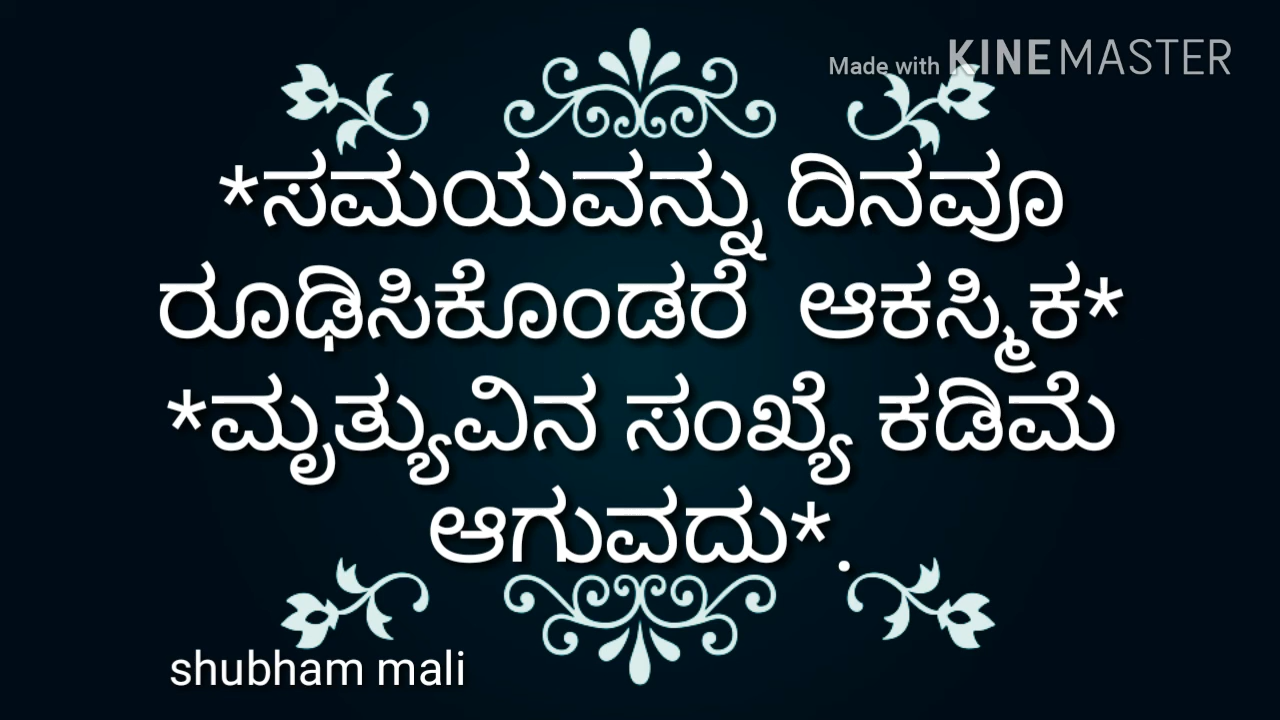 Made with KINEMASTER
*ಸಮಯವನ್ನು ದಿನವೂ
ರೂಢಿಸಿಕೊಂಡರೆ ಆಕಸ್ಮಿಕ*
*ಮೃತ್ಯುವಿನ ಸಂಖ್ಯೆ ಕಡಿಮೆ
ಆಗುವದು*.
shubham mali